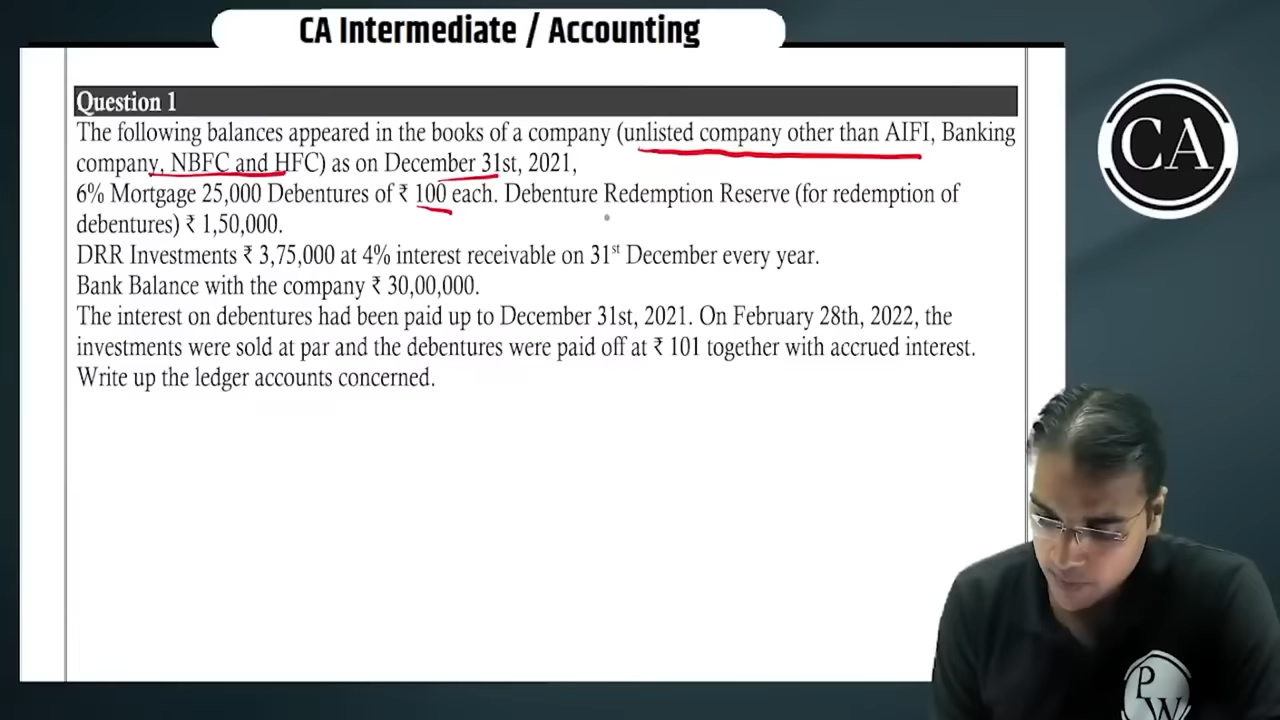 CA Intermediate / Accounting
Question 1
The following balances appeared in the books of a company (unlisted company other than AIFI, Banking
company, NBFC and HFC) as on December 31st, 2021,
6% Mortgage 25,000 Debentures of ₹ 100 each. Debenture Redemption Reserve (for redemption of
debentures) ₹ 1,50,000.
DRR Investments ₹ 3,75,000 at 4% interest receivable on 31st December every year.
Bank Balance with the company ₹ 30,00,000.
The interest on debentures had been paid up to December 31st, 2021. On February 28th, 2022, the
investments were sold at par and the debentures were paid off at ₹ 101 together with accrued interest.
Write up the ledger accounts concerned.
CA
P
W